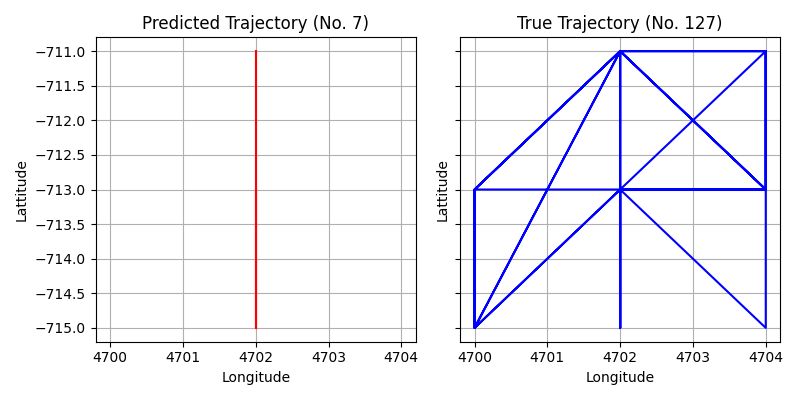 Predicted Trajectory (No. 7)
True Trajectory (No. 127)
Lattitude
−711.0
−711.5
−712.0
−712.5
−713.0
−713.5
−714.0
−714.5
−715.0
4700 4701 4702 4703 4704
Longitude
Lattitude
4700 4701 4702 4703 4704
Longitude